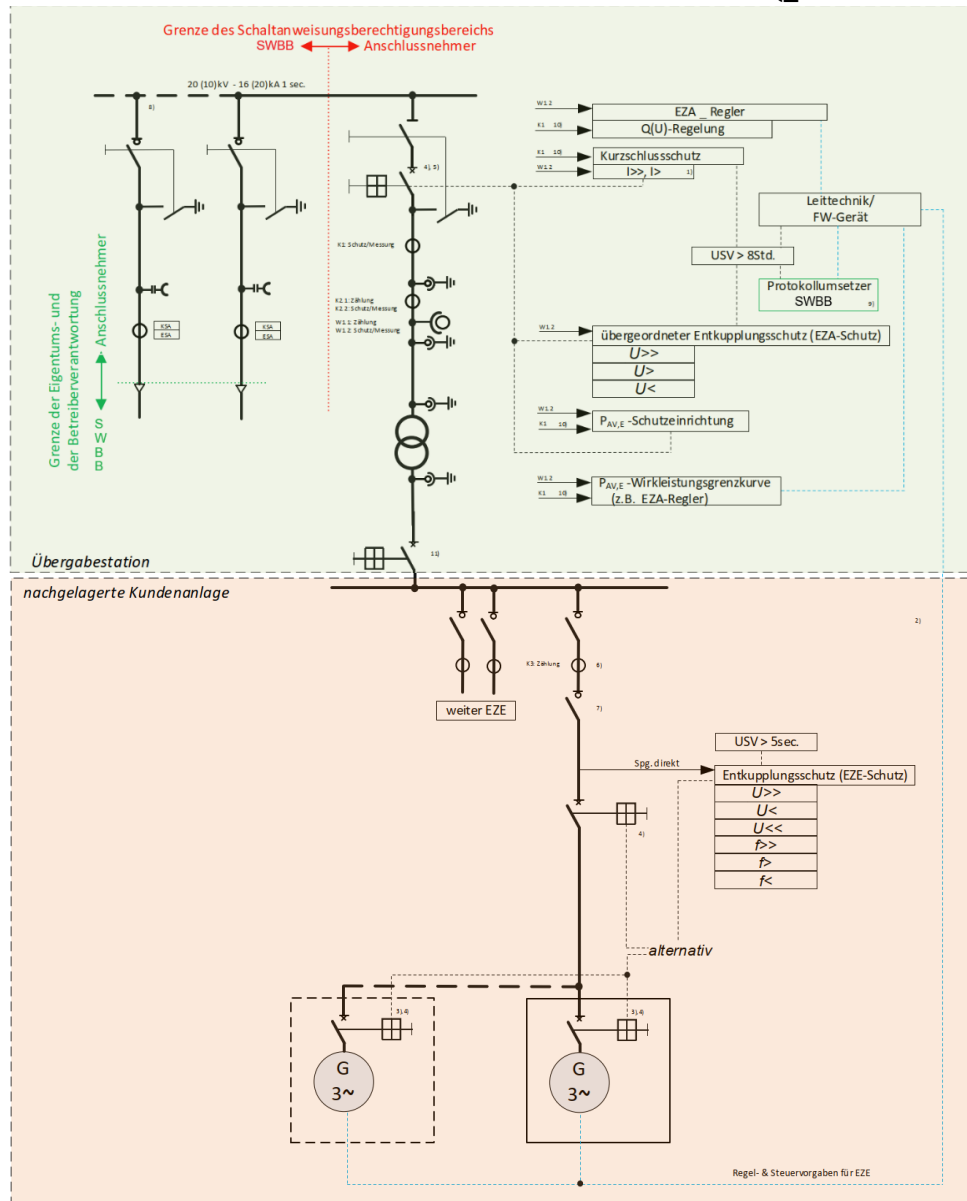 Grenze des Schaltanweisungsberechtigungsbereichs
SWBB
Anschlussnehmer
20 (10)kV - 16 (20)kA 1 sec.
8)
4), 5)
K1: Schutz/Messung
K2.1: Zählung
K2.2: Schutz/Messung
W1.1: Zählung
W1.2: Schutz/Messung
KSA
ESA
KSA
ESA
Grenze der Eigentums- und
der Betreiberverantwortung
Anschlussnehmer
S
W
B
B
W1.2
EZA _ Regler
K1 10)
Q(U)-Regelung
K1 10)
Kurzschlussschutz
W1.2
I>>, I> 1)
Leittechnik/
FW-Gerät
USV > 8Std.
Protokollumsetzer
SWBB
9)
W1.2
übergeordneter Entkupplungsschutz (EZA-Schutz)
U>>
U>
U<
W1.2
K1 10)
PAV,E -Schutzeinrichtung
W1.2
K1 10)
PAV,E -Wirkleistungsgrenzkurve
(z.B. EZA-Regler)
11)
Übergabestation
nachgelagerte Kundenanlage
2)
K3: Zählung
6)
weiter EZE
7)
USV > 5sec.
Spg. direkt
Entkupplungsschutz (EZE-Schutz)
U>>
U<
U<<
f>>
f>
f<
4)
alternativ
3),4)
3),4)
G
3~
G
3~
Regel- & Steuervorgaben für EZE